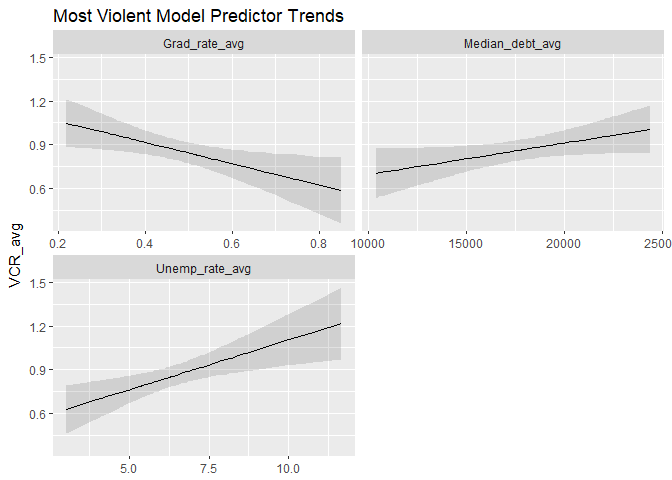 Most Violent Model Predictor Trends
Grad_rate_avg
Median_debt_avg
1.5
1.2
0.9
0.6
0.2 0.4 0.6 0.8
10000 15000 20000 2500
VCR_avg
Unemp_rate_avg
1.5
1.2
0.9
0.6
5.0 7.5 10.0